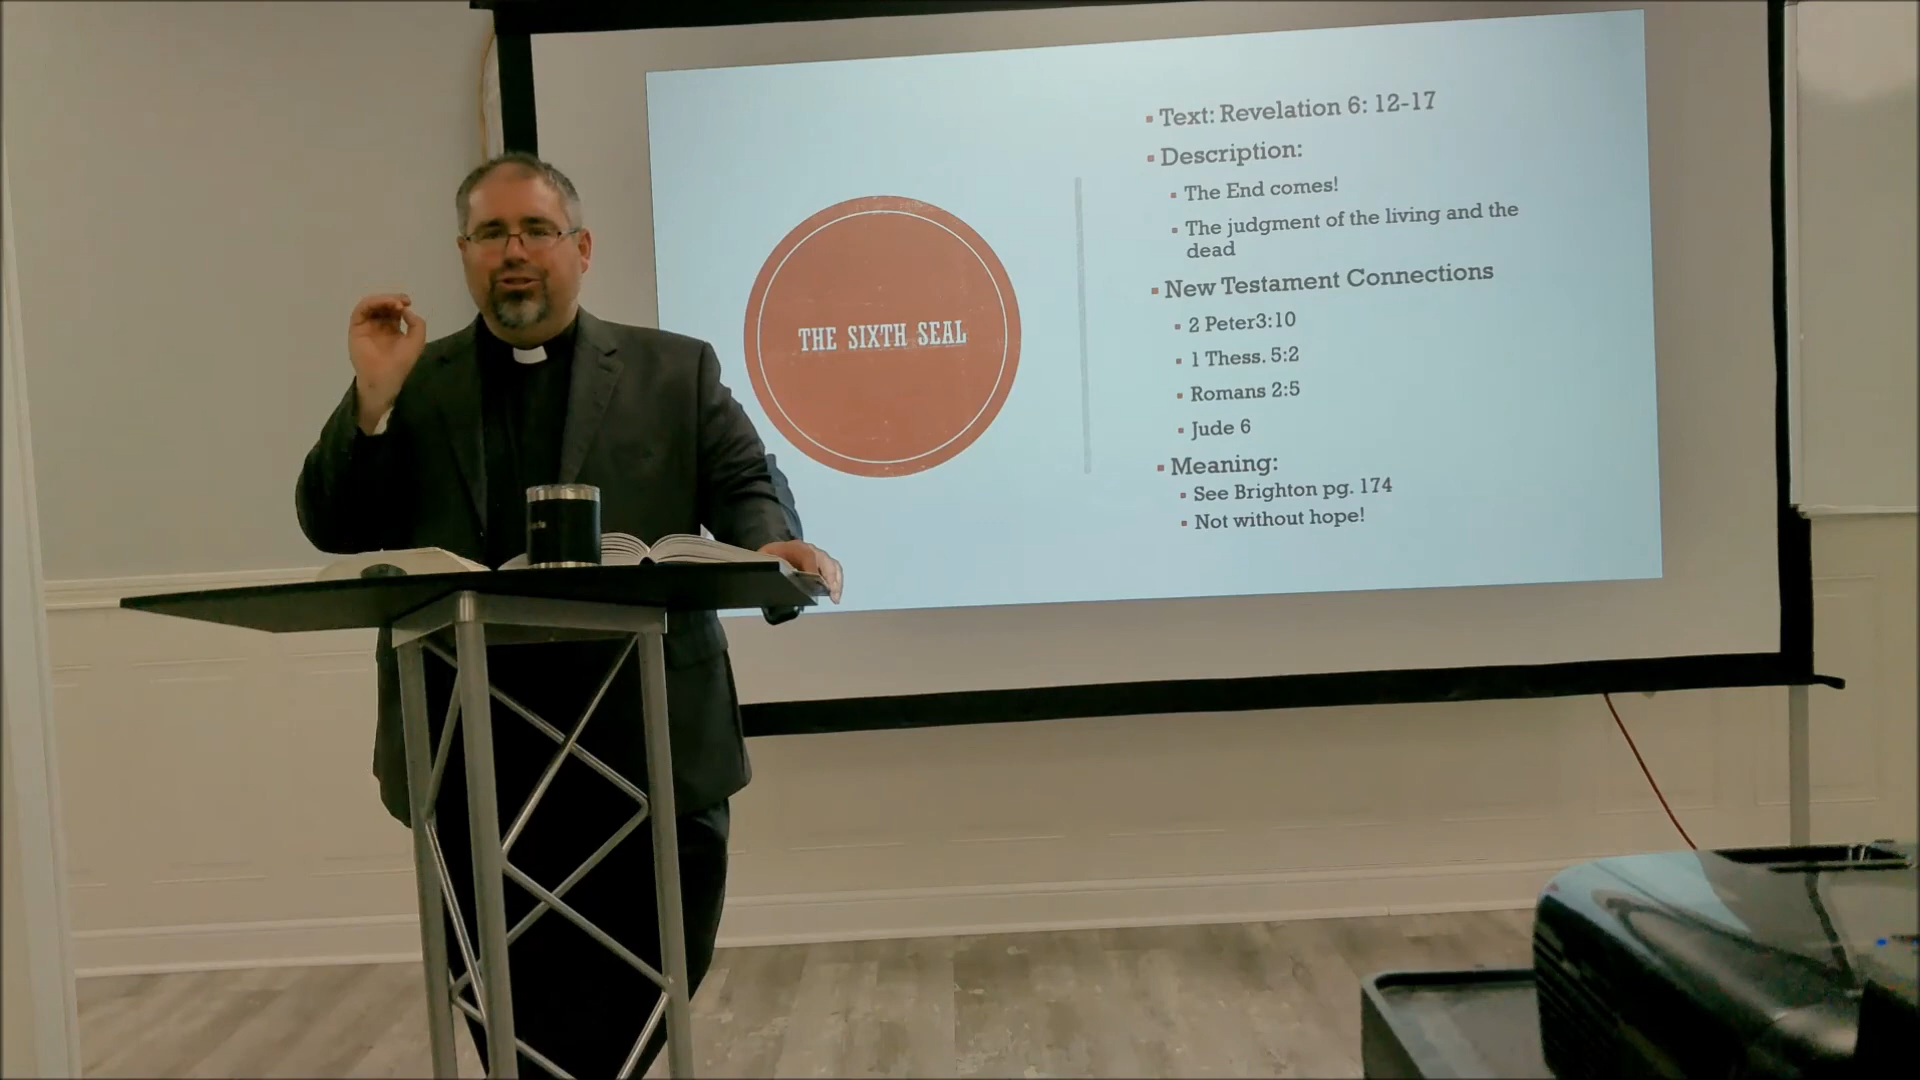 THE SIXTH SEAL
Text: Revelation 6: 12-17
Description:
The End comes!
The judgment of the living and the
dead
New Testament Connections
2 Peter3:10
1 Thess. 5:2
Romans 2:5
Jude 6
Meaning:
See Brighton pg. 174
Not without hope!